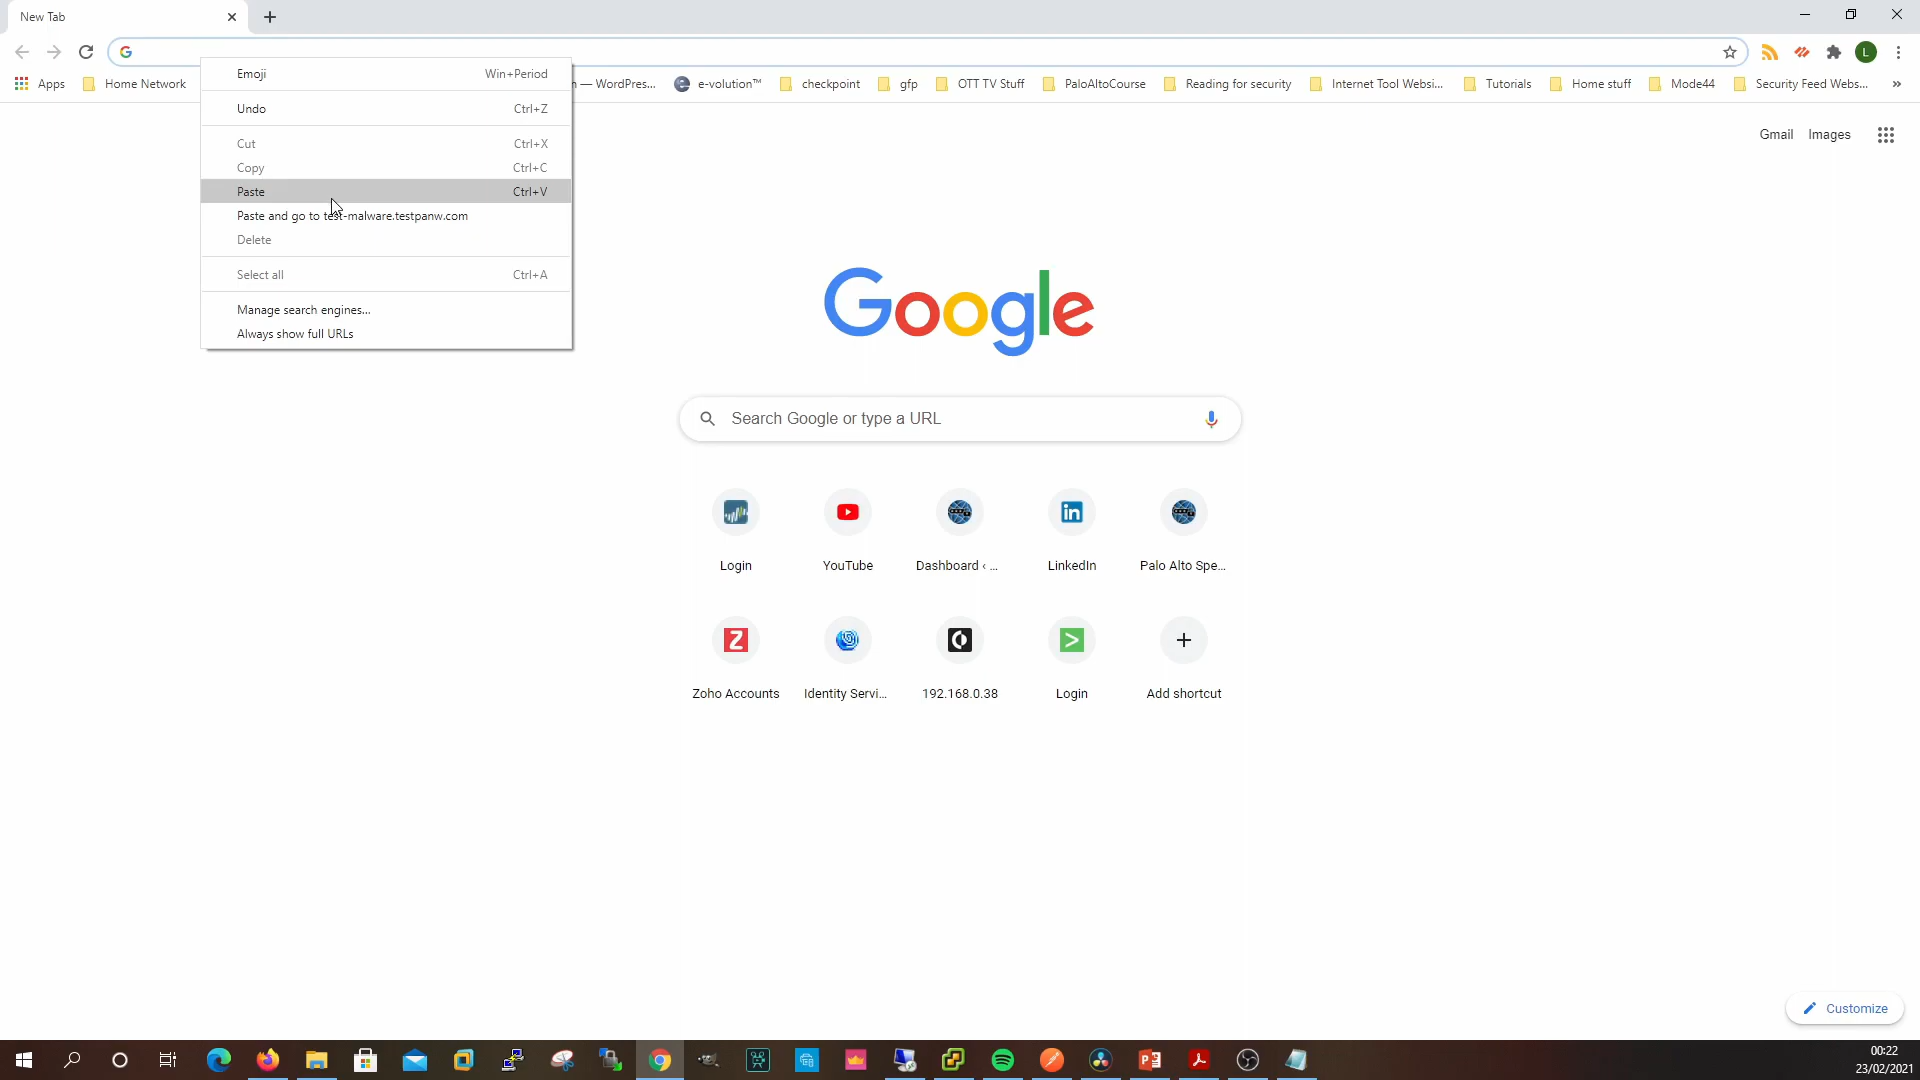 New Tab
Emoji Win+Period
Apps
Home Network
n — WordPres...
e-volution™
checkpoint
gfp
OTT TV Stuff
PaloAltoCourse
Reading for security
Internet Tool Websi...
Tutorials
Home stuff
Mode44
Security Feed Webs...
»
Undo Ctrl+Z
Cut Ctrl+X
Copy Ctrl+C
Paste Ctrl+V
Paste and go to test-malware.testpanw.com
Delete
Select all Ctrl+A
Manage search engines...
Always show full URLs
L
Gmail Images
Google
Search Google or type a URL
Login
YouTube
Dashboard ‹ ...
LinkedIn
Palo Alto Spe...
Zoho Accounts
Identity Servi...
192.168.0.38
Login
Add shortcut
Customize
00:22
23/02/2021